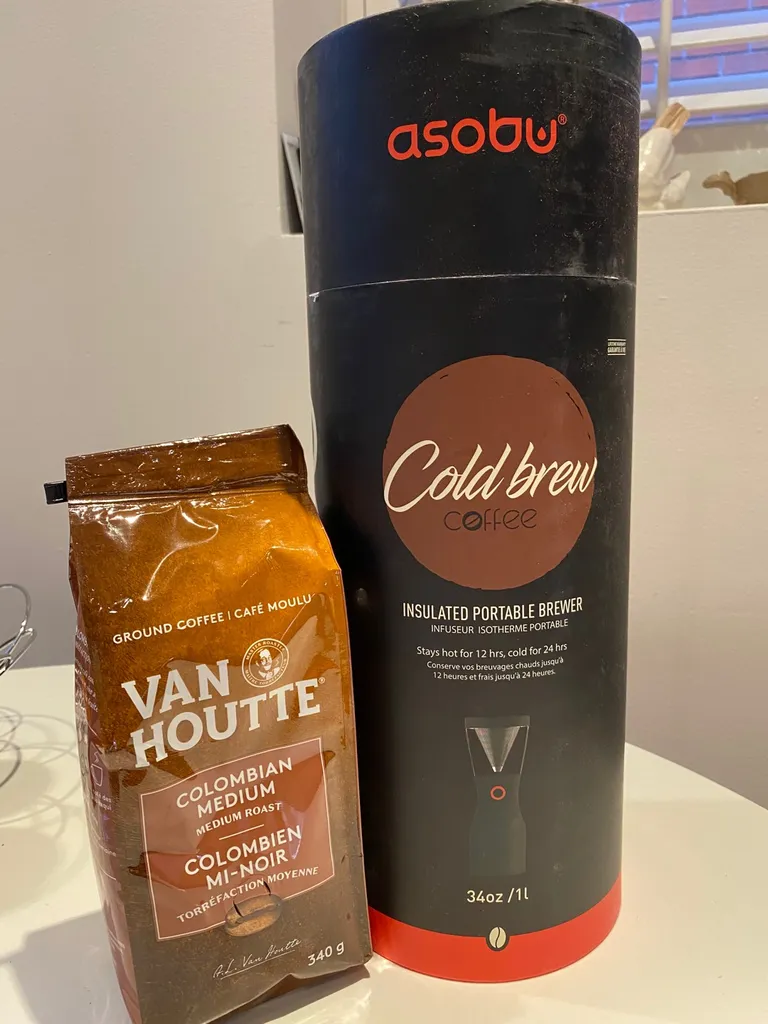 asobu®
Cold brew
coffee
INSULATED PORTABLE BREWER
INFUSEUR ISOTHERME PORTABLE
Stays hot for 12 hrs, cold for 24 hrs
Conserve vos breuvages chauds jusqu'à
12 heures et frais jusqu'à 24 heures.
34oz /1l
GROUND COFFEE | CAFÉ MOULU
VAN
HOUTTE®
COLOMBIAN
MEDIUM
MEDIUM ROAST
COLOMBIEN
MI-NOIR
TORRÉFACTION MOYENNE
A.L. Van Houtte
340 g